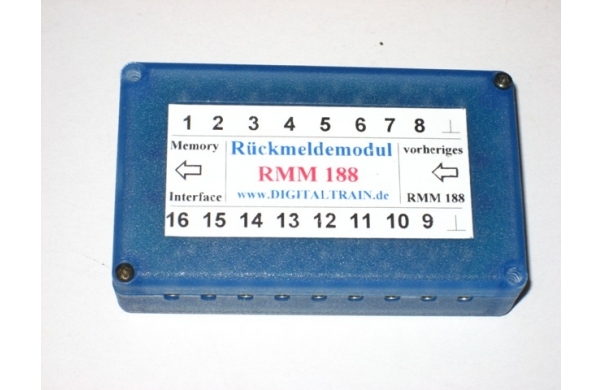 1 2 3 4 5 6 7 8 ⊥
Memory Rückmeldemodul vorheriges
RMM 188
Interface www.DIGITALTRAIN.de RMM 188
16 15 14 13 12 11 10 9 ⊥